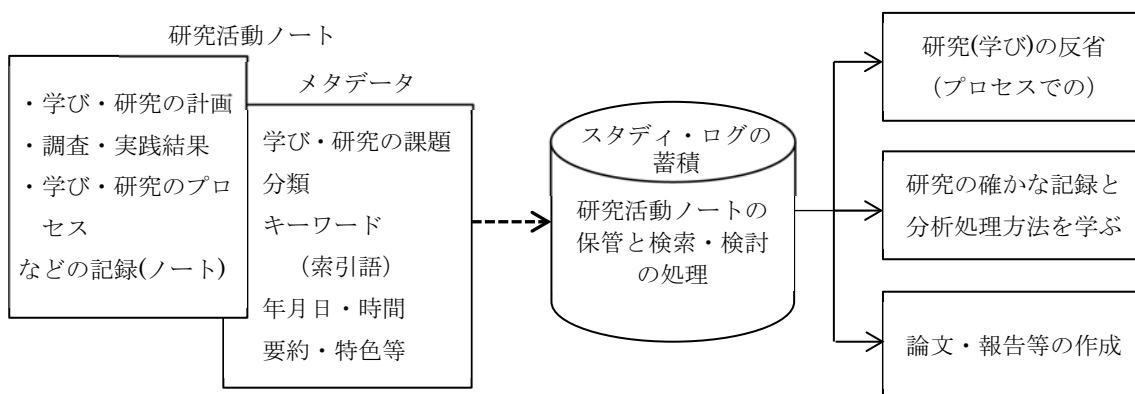 研究活動ノート
・学び・研究の計画
・調査・実践結果
・学び・研究のプロ
セス
などの記録(ノート)
メタデータ
学び・研究の課題
分類
キーワード
（索引語）
年月日・時間
要約・特色等
スタディ・ログの
蓄積
研究活動ノートの
保管と検索・検討
の処理
研究(学び)の反省
（プロセスでの）
研究の確かな記録と
分析処理方法を学ぶ
論文・報告等の作成